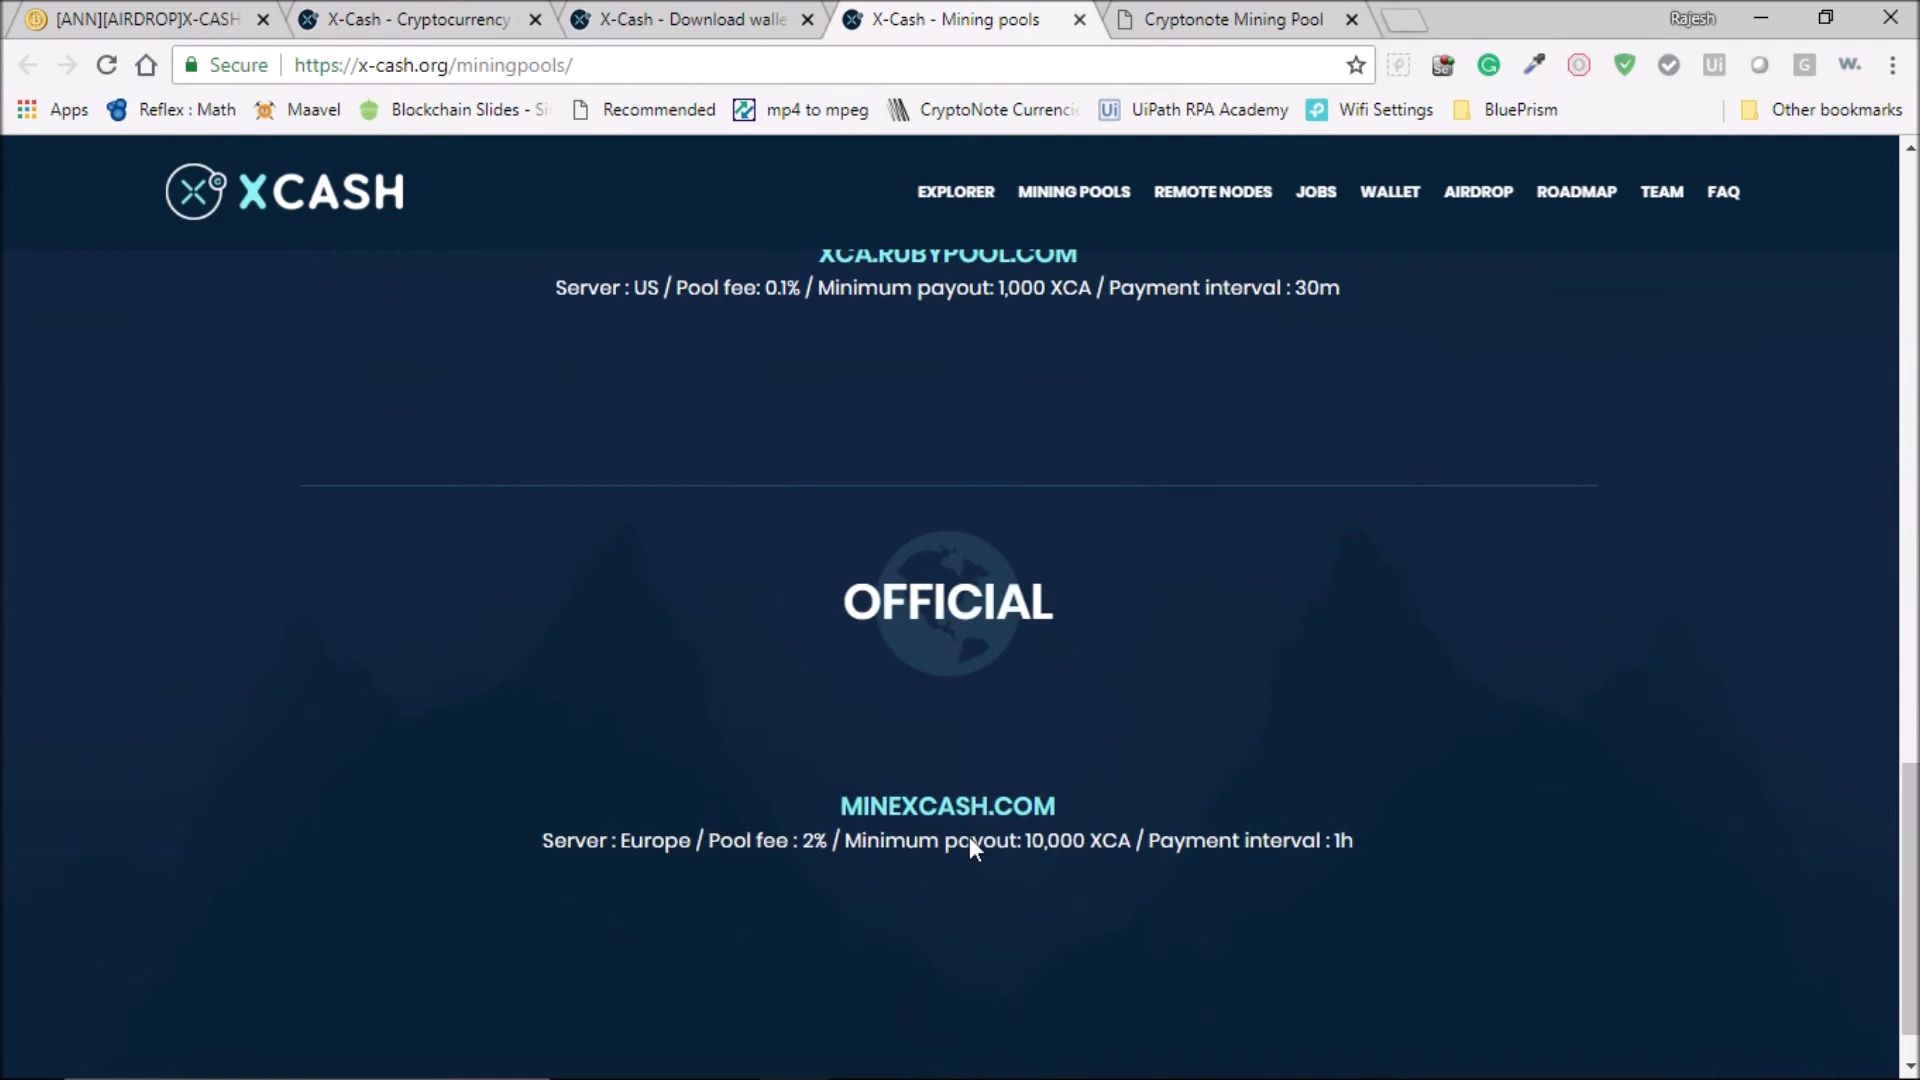 [ANN][AIRDROP]X-CASH
X-Cash - Cryptocurrency
X-Cash - Download walle
X-Cash - Mining pools
Cryptonote Mining Pool
Rajesh
Secure
https://x-cash.org/miningpools/
Apps
Reflex : Math
Maavel
Blockchain Slides - Si
Recommended
mp4 to mpeg
CryptoNote Currenci
Ui
UiPath RPA Academy
Wifi Settings
BluePrism
Other bookmarks
XCASH
EXPLORER
MINING POOLS
REMOTE NODES
JOBS
WALLET
AIRDROP
ROADMAP
TEAM
FAQ
XCA.RUBYPOOL.COM
Server : US / Pool fee: 0.1% / Minimum payout: 1,000 XCA / Payment interval : 30m
OFFICIAL
MINEXCASH.COM
Server : Europe / Pool fee : 2% / Minimum payout: 10,000 XCA / Payment interval : 1h